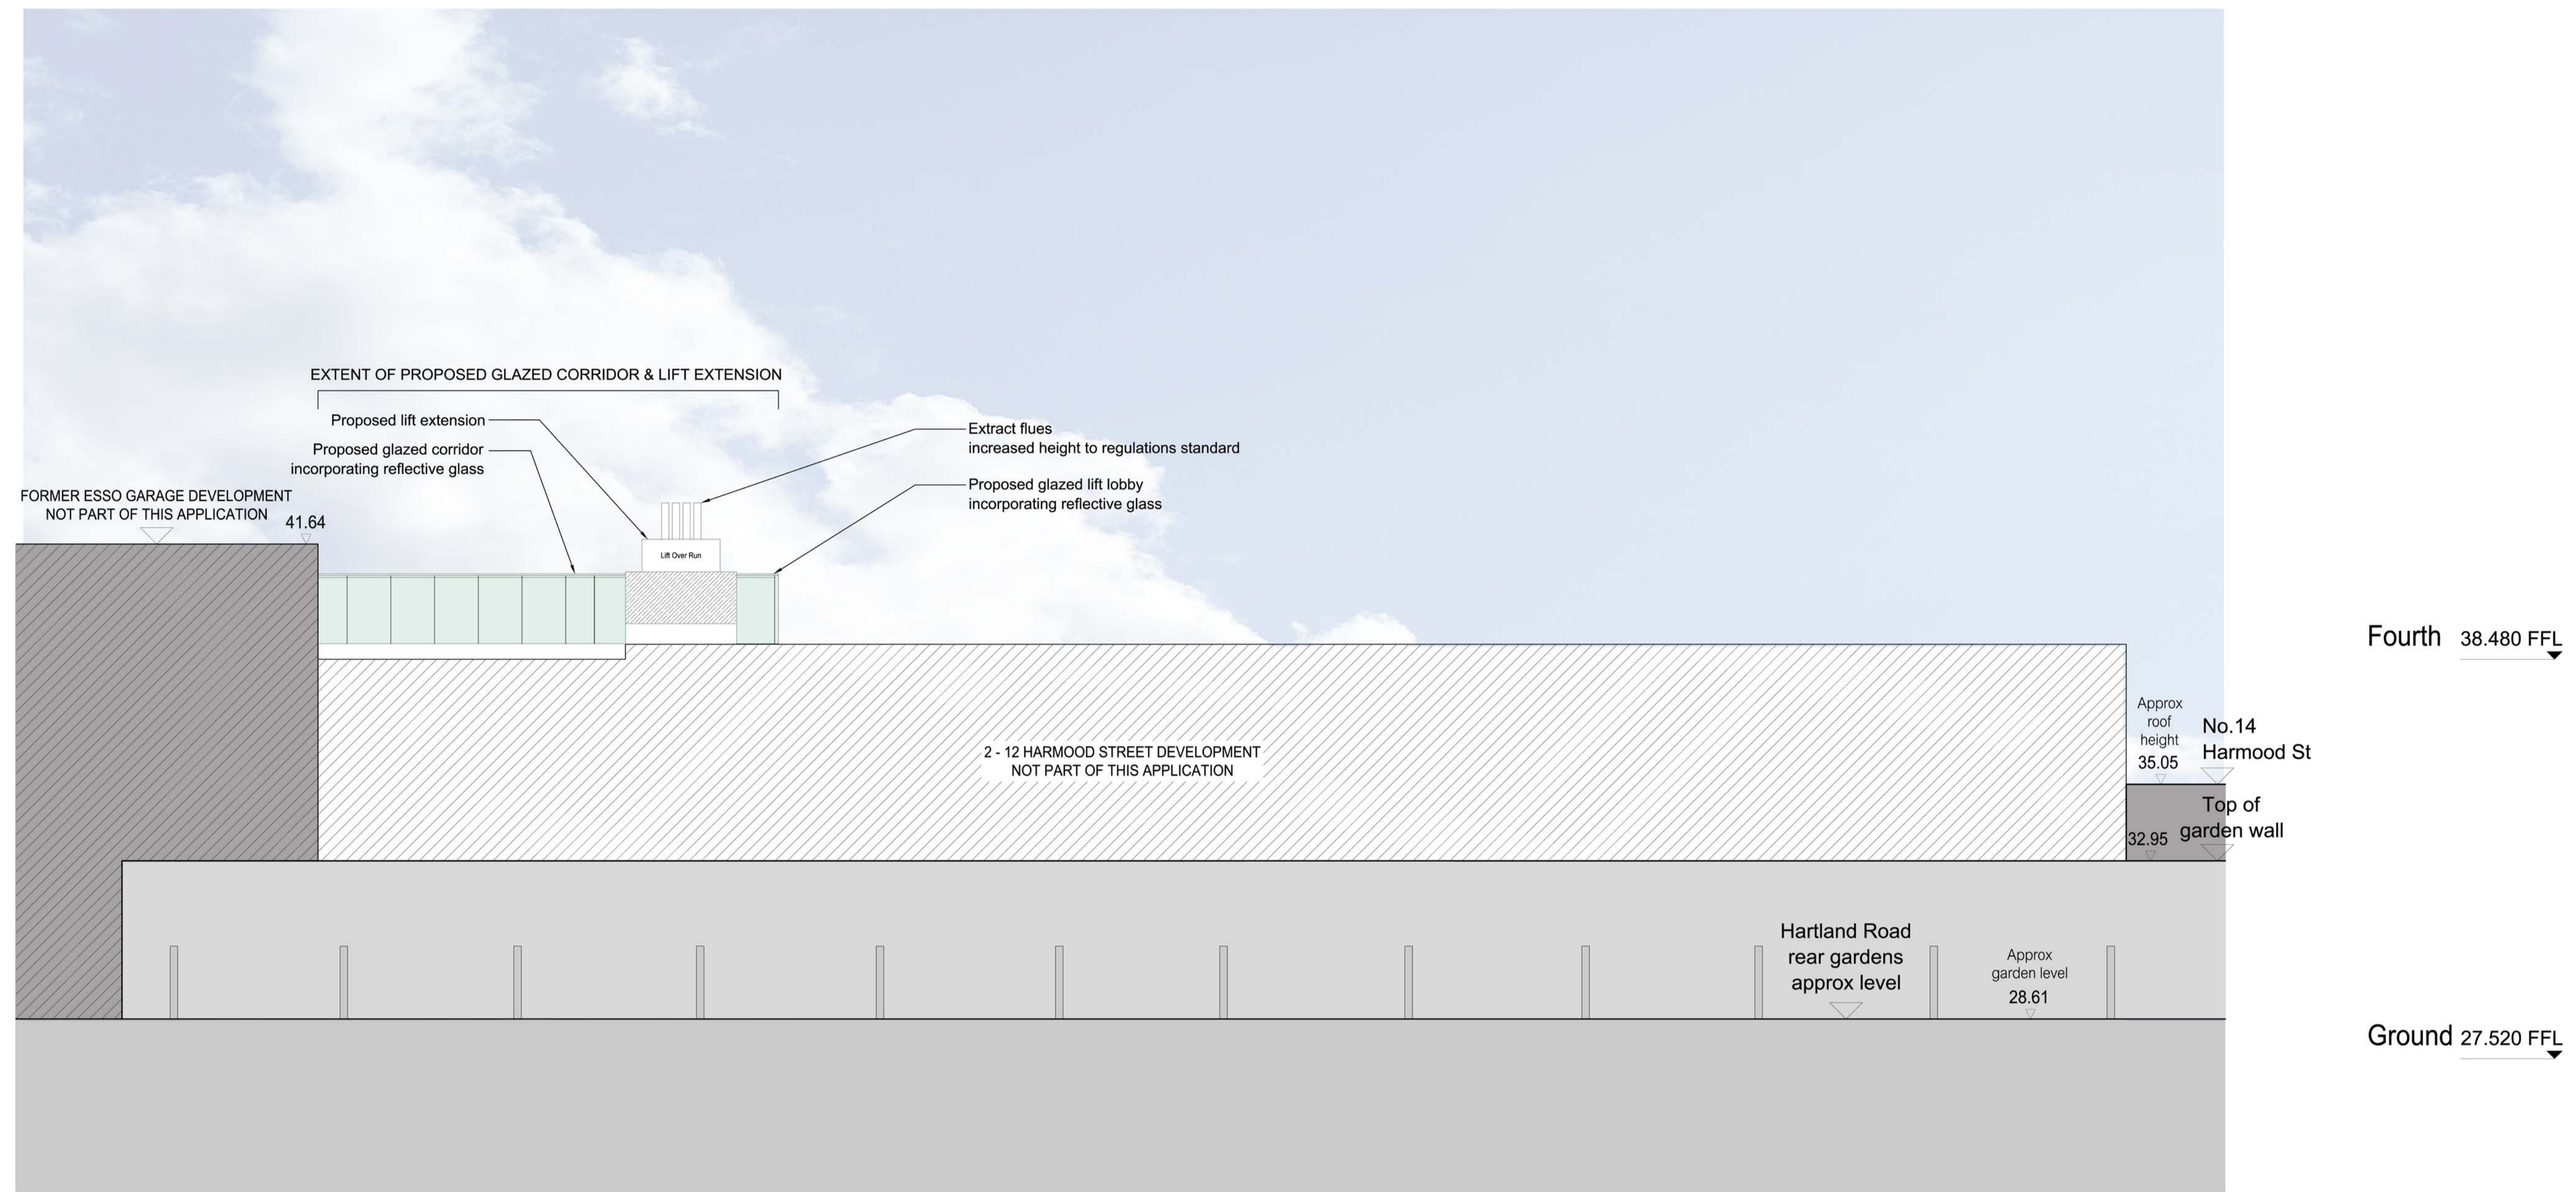 EXTENT OF PROPOSED GLAZED CORRIDOR & LIFT EXTENSION
Proposed lift extension
Proposed glazed corridor
incorporating reflective glass
Extract flues
increased height to regulations standard
Proposed glazed lift lobby
incorporating reflective glass
FORMER ESSO GARAGE DEVELOPMENT
NOT PART OF THIS APPLICATION
41.64
Lift Over Run
Fourth 38.480 FFL
2 - 12 HARMOOD STREET DEVELOPMENT
NOT PART OF THIS APPLICATION
Approx
roof
height
35.05
No.14
Harmood St
Top of
garden wall
32.95
Hartland Road
rear gardens
approx level
Approx
garden level
28.61
Ground 27.520 FFL